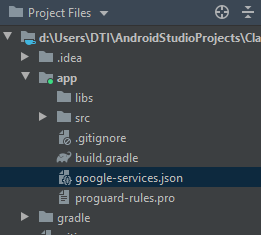 Project Files
d:\Users\DTI\AndroidStudioProjects\Cla
.idea
app
libs
src
.gitignore
build.gradle
google-services.json
proguard-rules.pro
gradle